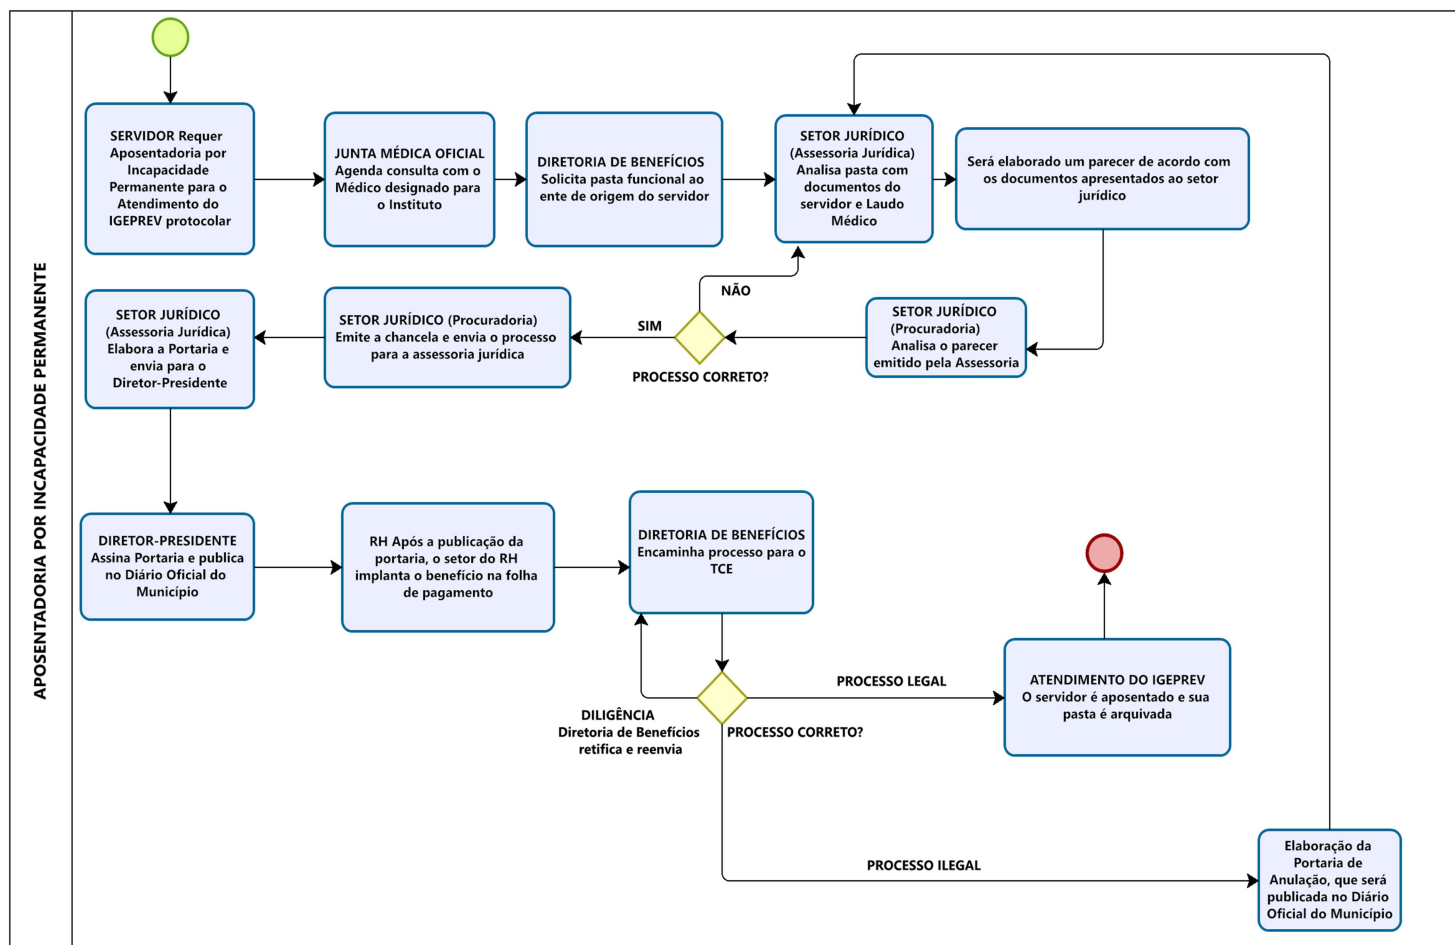 APOSENTADORIA POR INCAPACIDADE PERMANENTE
SERVIDOR Requer
Aposentadoria por
Incapacidade
Permanente para o
Atendimento do
IGEPREV protocolar
JUNTA MÉDICA OFICIAL
Agenda consulta com o
Médico designado para
o Instituto
DIRETORIA DE BENEFÍCIOS
Solicita pasta funcional ao
ente de origem do servidor
SETOR JURÍDICO
(Assessoria Jurídica)
Analisa pasta com
documentos do
servidor e Laudo
Médico
Será elaborado um parecer de acordo com
os documentos apresentados ao setor
jurídico
SETOR JURÍDICO
(Procuradoria)
Analisa o parecer
emitido pela Assessoria
NÃO
SIM
PROCESSO CORRETO?
SETOR JURÍDICO (Procuradoria)
Emite a chancela e envia o processo
para a assessoria jurídica
SETOR JURÍDICO
(Assessoria Jurídica)
Elabora a Portaria e
envia para o
Diretor-Presidente
DIRETOR-PRESIDENTE
Assina Portaria e publica
no Diário Oficial do
Município
RH Após a publicação da
portaria, o setor do RH
implanta o benefício na folha
de pagamento
DIRETORIA DE BENEFÍCIOS
Encaminha processo para o
TCE
DILIGÊNCIA
Diretoria de Benefícios
retifica e reenvia
PROCESSO CORRETO?
PROCESSO LEGAL
ATENDIMENTO DO IGEPREV
O servidor é aposentado e sua
pasta é arquivada
PROCESSO ILEGAL
Elaboração da
Portaria de
Anulação, que será
publicada no Diário
Oficial do Município